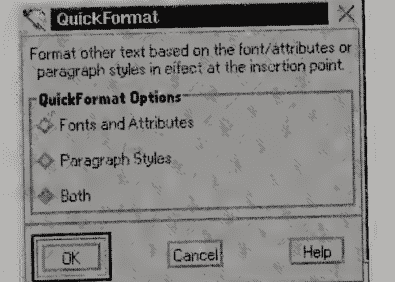 QuickFormat
Format other text based on the font/attributes or
paragraph styles in effect at the insertion point.
QuickFormat Options
Fonts and Attributes
Paragraph Styles
Both
OK Cancel Help